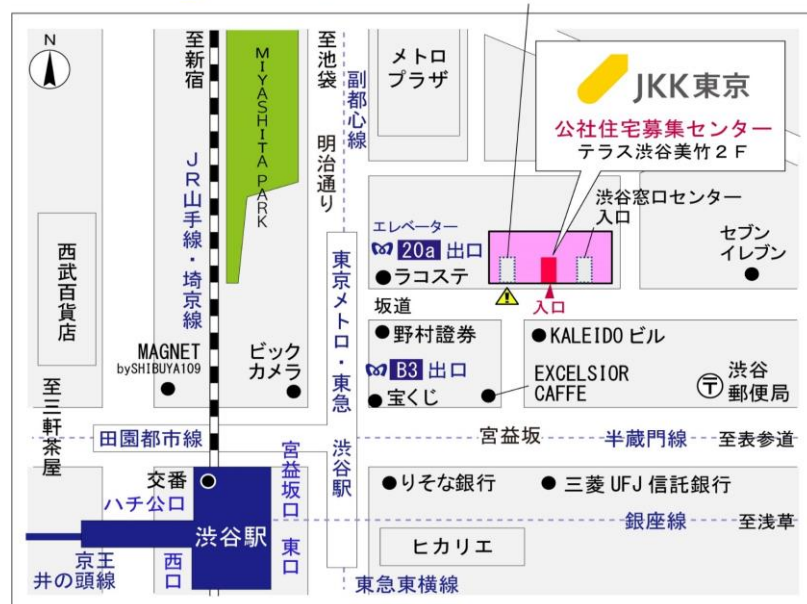 N
至新宿
MIYASHITA PARK
至池袋
明治通り
副都心線
メトロ
プラザ
JKK東京
公社住宅募集センター
テラス渋谷美竹２Ｆ
JR山手線・埼京線
西武百貨店
エレベーター
20a 出口
ラコステ
渋谷窓口センター
入口
セブン
イレブン
入口
坂道
東京メトロ・東急 渋谷駅
MAGNET
bySHIBUYA109
ビック
カメラ
野村證券
B3 出口
宝くじ
KALEIDO ビル
EXCELSIOR
CAFFE
渋谷
郵便局
至三軒茶屋
田園都市線
宮益坂
半蔵門線
至表参道
交番
ハチ公口
宮益坂口
りそな銀行
三菱 UFJ 信託銀行
渋谷駅
西口
東口
銀座線
至浅草
京王
井の頭線
ヒカリエ
東急東横線